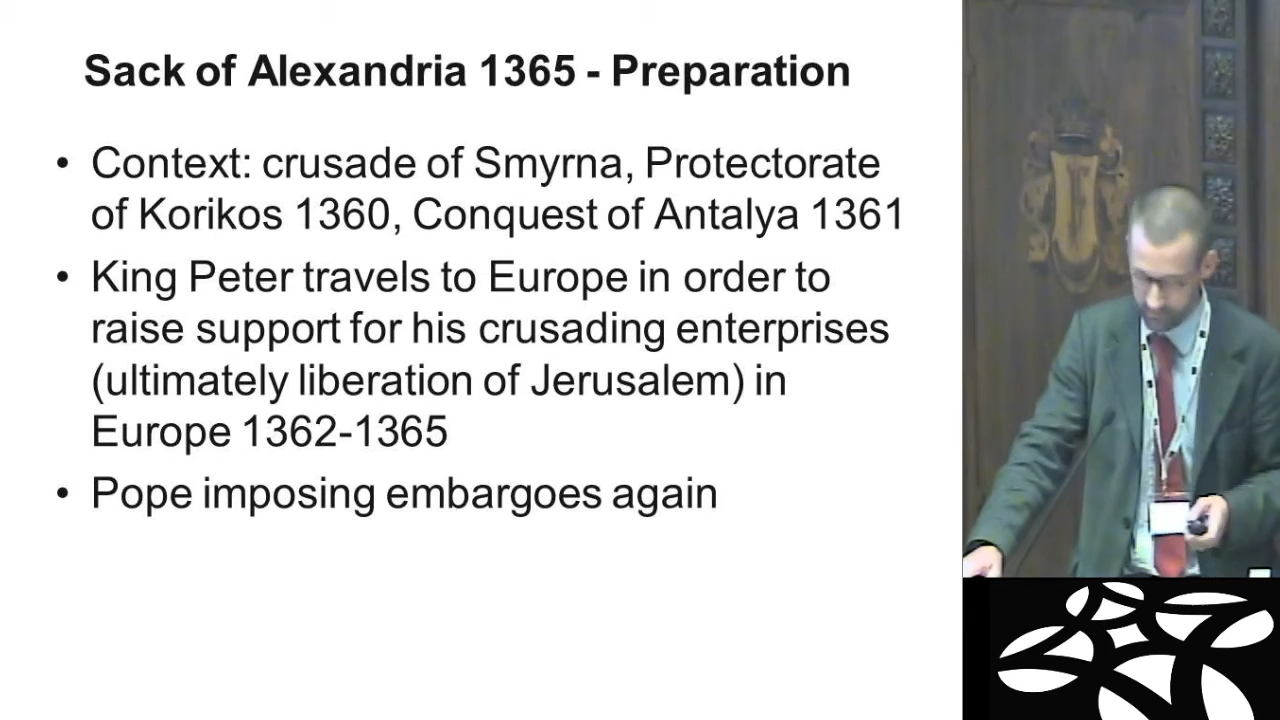 Sack of Alexandria 1365 - Preparation
• Context: crusade of Smyrna, Protectorate
of Korikos 1360, Conquest of Antalya 1361
• King Peter travels to Europe in order to
raise support for his crusading enterprises
(ultimately liberation of Jerusalem) in
Europe 1362-1365
• Pope imposing embargoes again